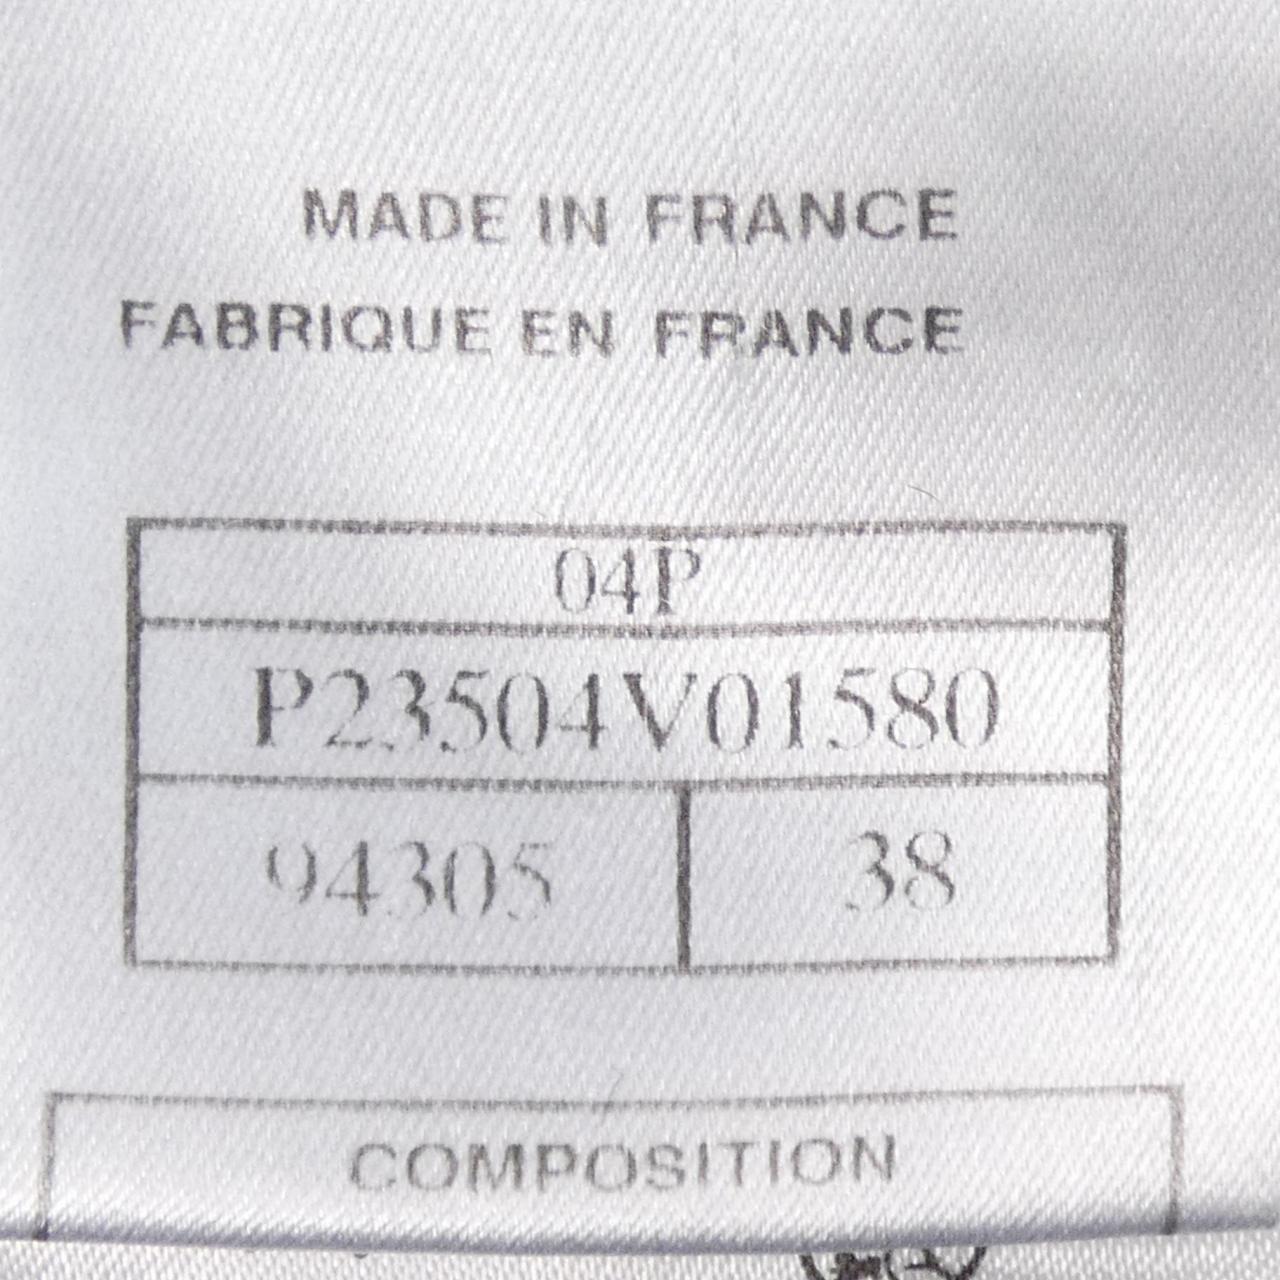 MADE IN FRANCE
FABRIQUE EN FRANCE
04P
P23504V01580
94305 38
COMPOSITION